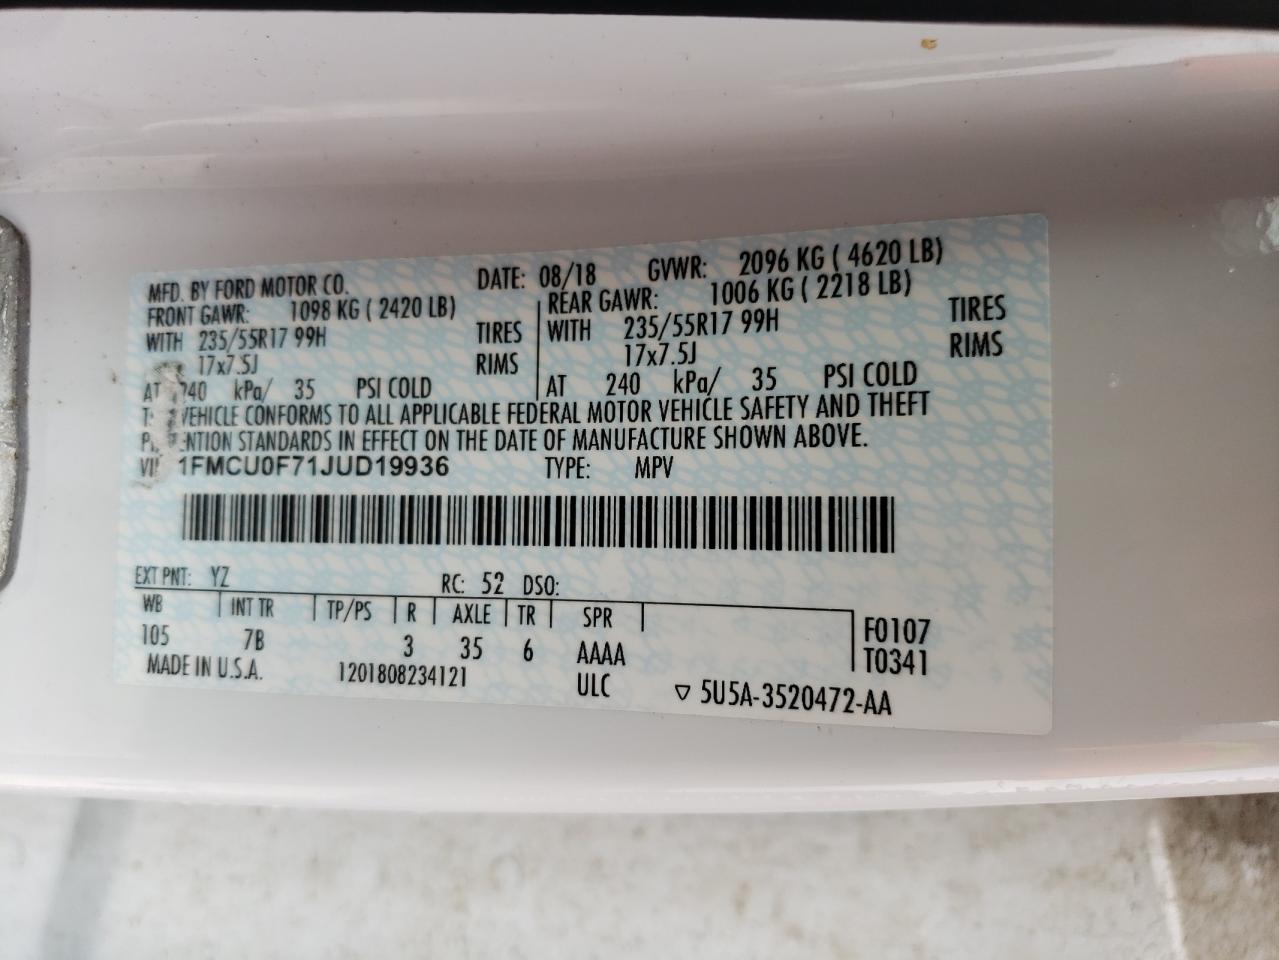 MFD. BY FORD MOTOR CO. DATE: 08/18 GVWR: 2096 KG ( 4620 LB)
FRONT GAWR: 1098 KG ( 2420 LB) REAR GAWR: 1006 KG ( 2218 LB)
WITH 235/55R17 99H TIRES WITH 235/55R17 99H TIRES
17x7.5J RIMS 17x7.5J RIMS
AT 240 kPa/ 35 PSI COLD AT 240 kPa/ 35 PSI COLD
VEHICLE CONFORMS TO ALL APPLICABLE FEDERAL MOTOR VEHICLE SAFETY AND THEFT
PREVENTION STANDARDS IN EFFECT ON THE DATE OF MANUFACTURE SHOWN ABOVE.
VIN 1FMCU0F71JUD19936 TYPE: MPV
EXT PNT: YZ RC: 52 DSO:
WB INT TR TP/PS R AXLE TR SPR
105 7B 3 35 6 AAAA
F0107
T0341
MADE IN U.S.A. 1201808234121 ULC ▽ 5U5A-3520472-AA